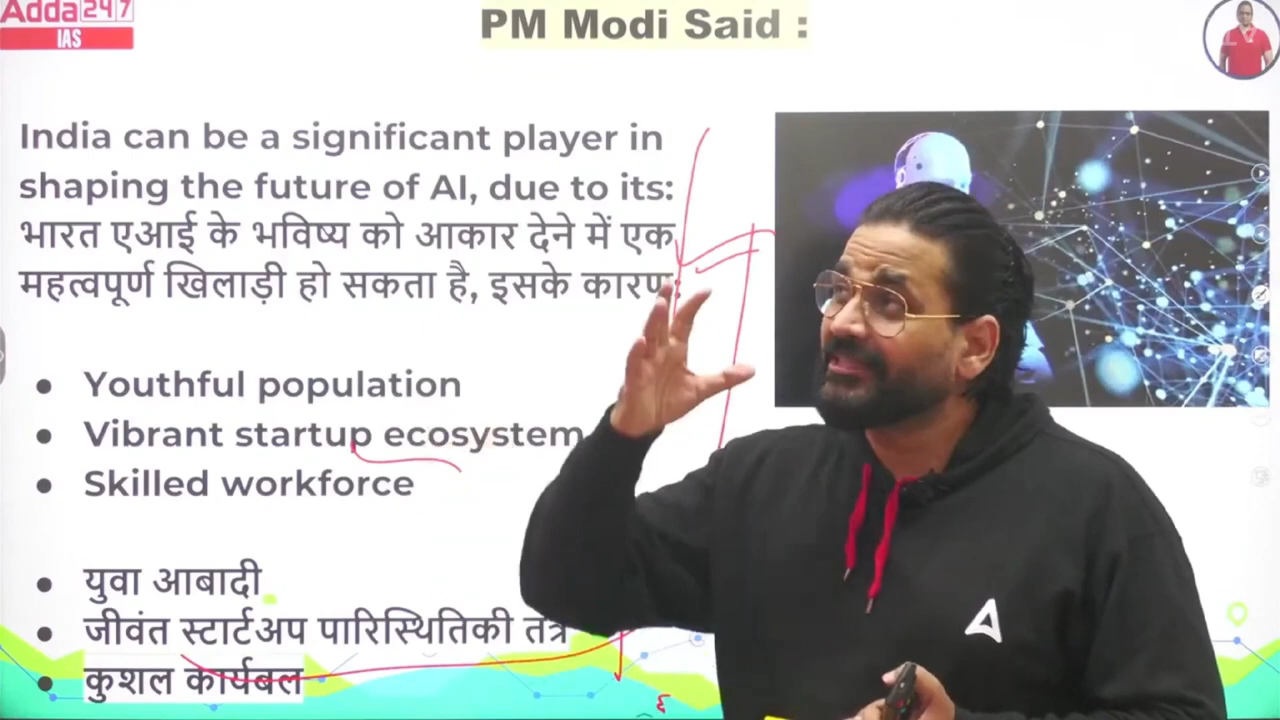 Adda247
IAS
PM Modi Said :
India can be a significant player in
shaping the future of AI, due to its:
भारत एआई के भविष्य को आकार देने में एक
महत्वपूर्ण खिलाड़ी हो सकता है, इसके कारण:
● Youthful population
● Vibrant startup ecosystem
● Skilled workforce
● युवा आबादी
● जीवंत स्टार्टअप पारिस्थितिकी तंत्र
● कुशल कार्यबल